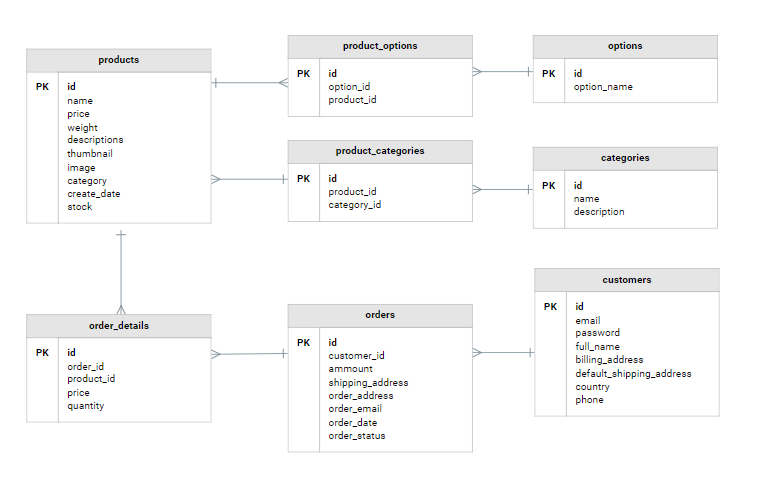 products
PK
id
name
price
weight
descriptions
thumbnail
image
category
create_date
stock
product_options
PK
id
option_id
product_id
options
PK
id
option_name
product_categories
PK
id
product_id
category_id
categories
PK
id
name
description
order_details
PK
id
order_id
product_id
price
quantity
orders
PK
id
customer_id
ammount
shipping_address
order_address
order_email
order_date
order_status
customers
PK
id
email
password
full_name
billing_address
default_shipping_address
country
phone